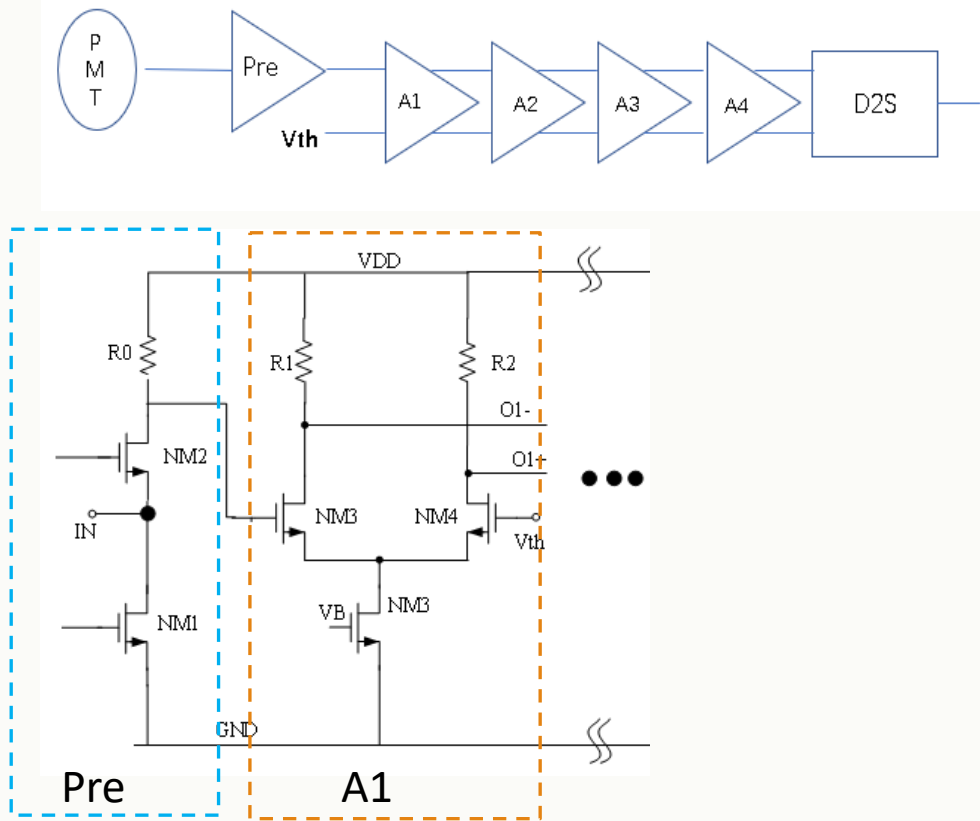 P
M
T
Pre
Vth
A1
A2
A3
A4
D2S
VDD
R0
R1
R2
O1-
NM2
O1+
IN
NM3
NM4
Vth
NM1
VB
NM3
GND
Pre
A1